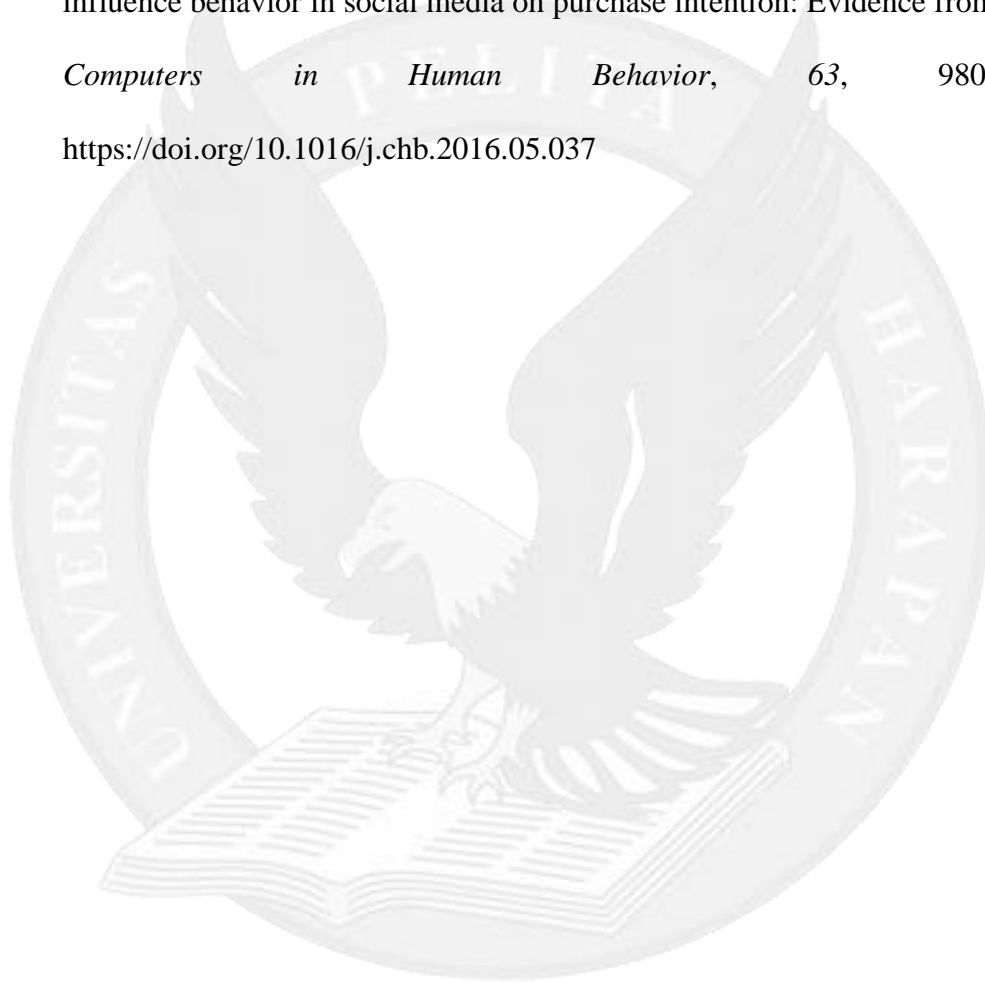 influence behavior in social media on purchase intention: Evidence from
Computers in Human Behavior, 63, 980
https://doi.org/10.1016/j.chb.2016.05.037
PELITA
UNIVERSITAS
HARAPAN